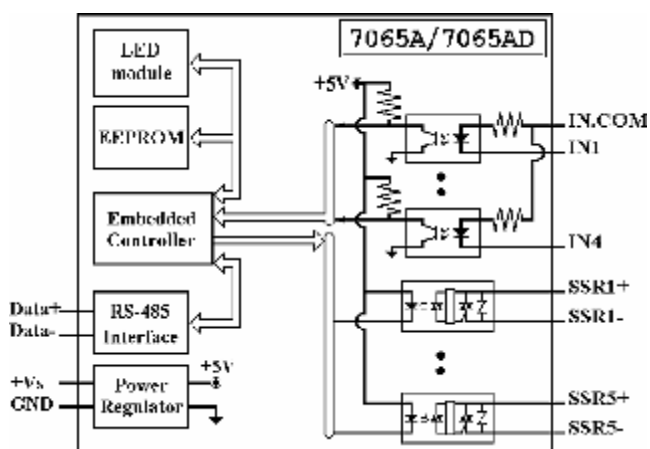 7065A/7065AD
LED
module
EEPROM
Embedded
Controller
Data+
Data-
RS-485
Interface
+Vs
GND
Power
Regulator
+5V
+5V
IN.COM
IN1
IN4
SSR1+
SSR1-
SSR5+
SSR5-